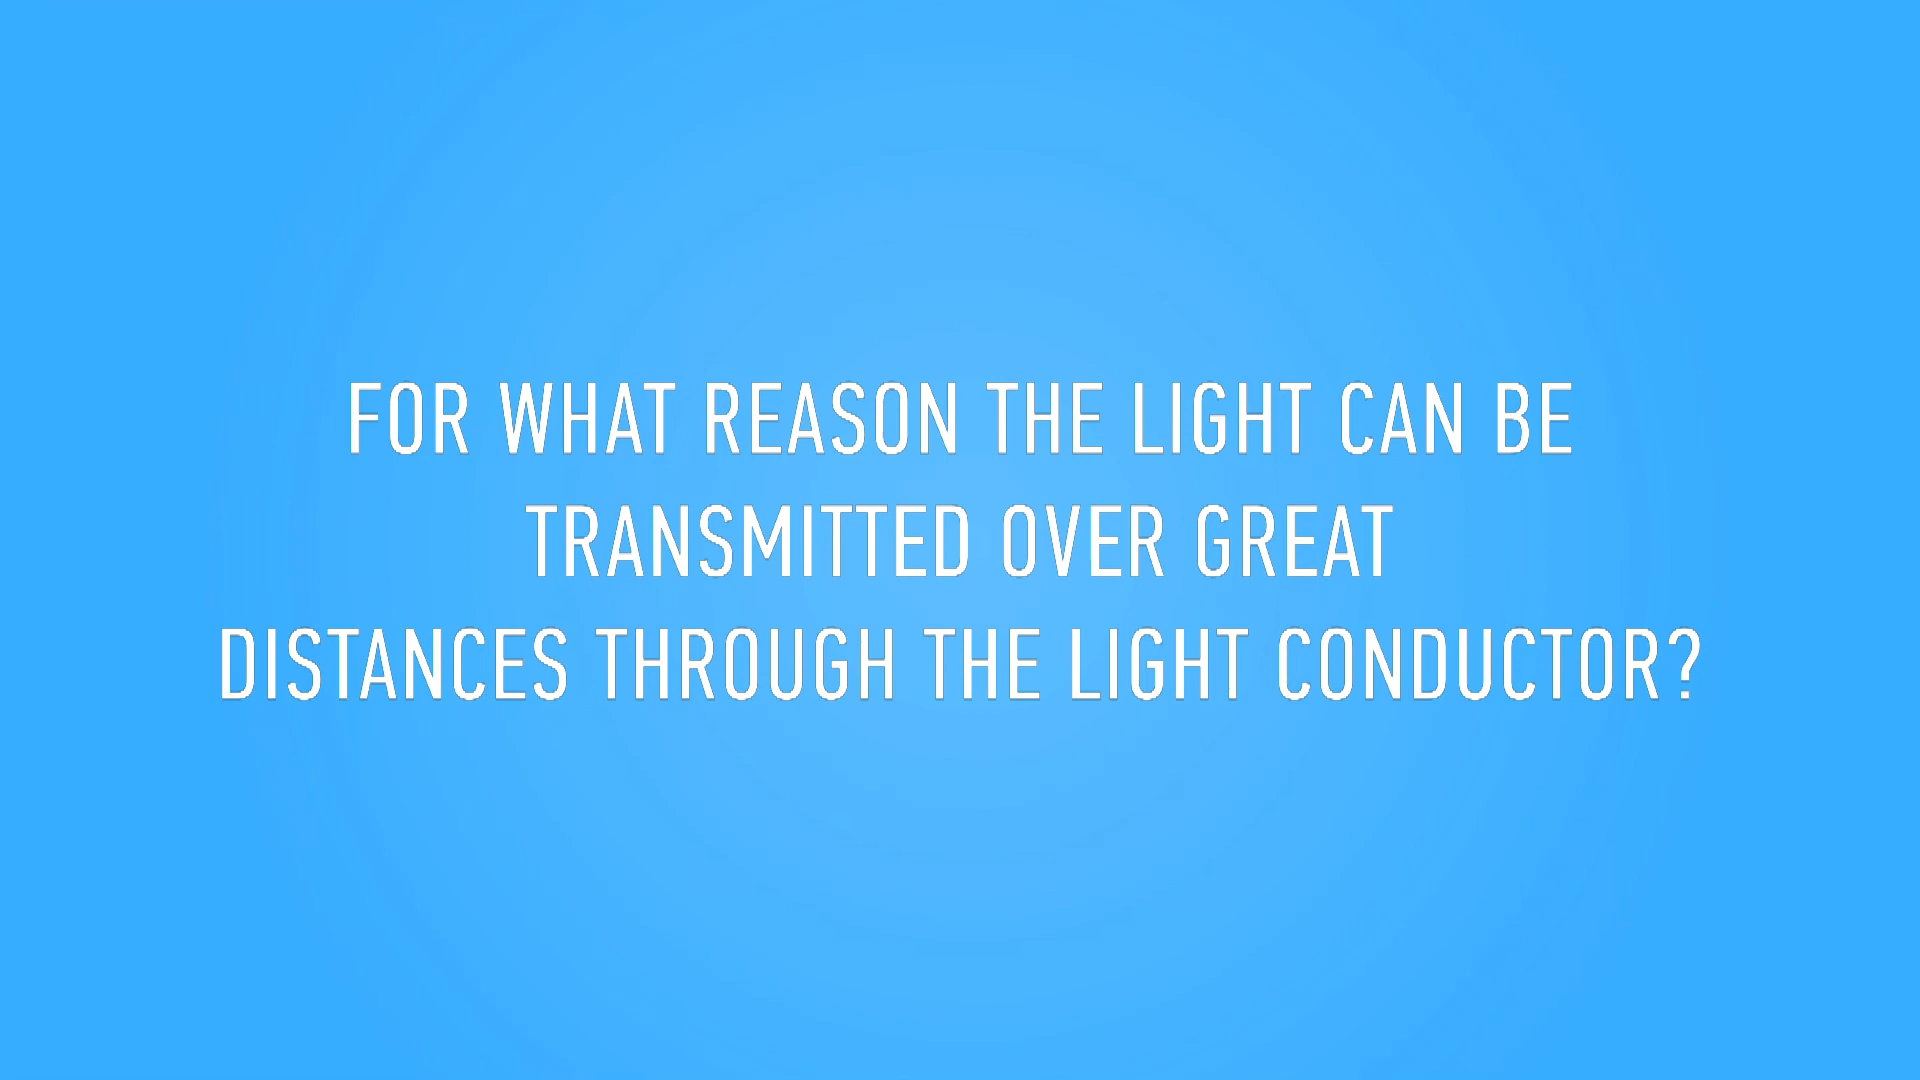 FOR WHAT REASON THE LIGHT CAN BE
TRANSMITTED OVER GREAT
DISTANCES THROUGH THE LIGHT CONDUCTOR?